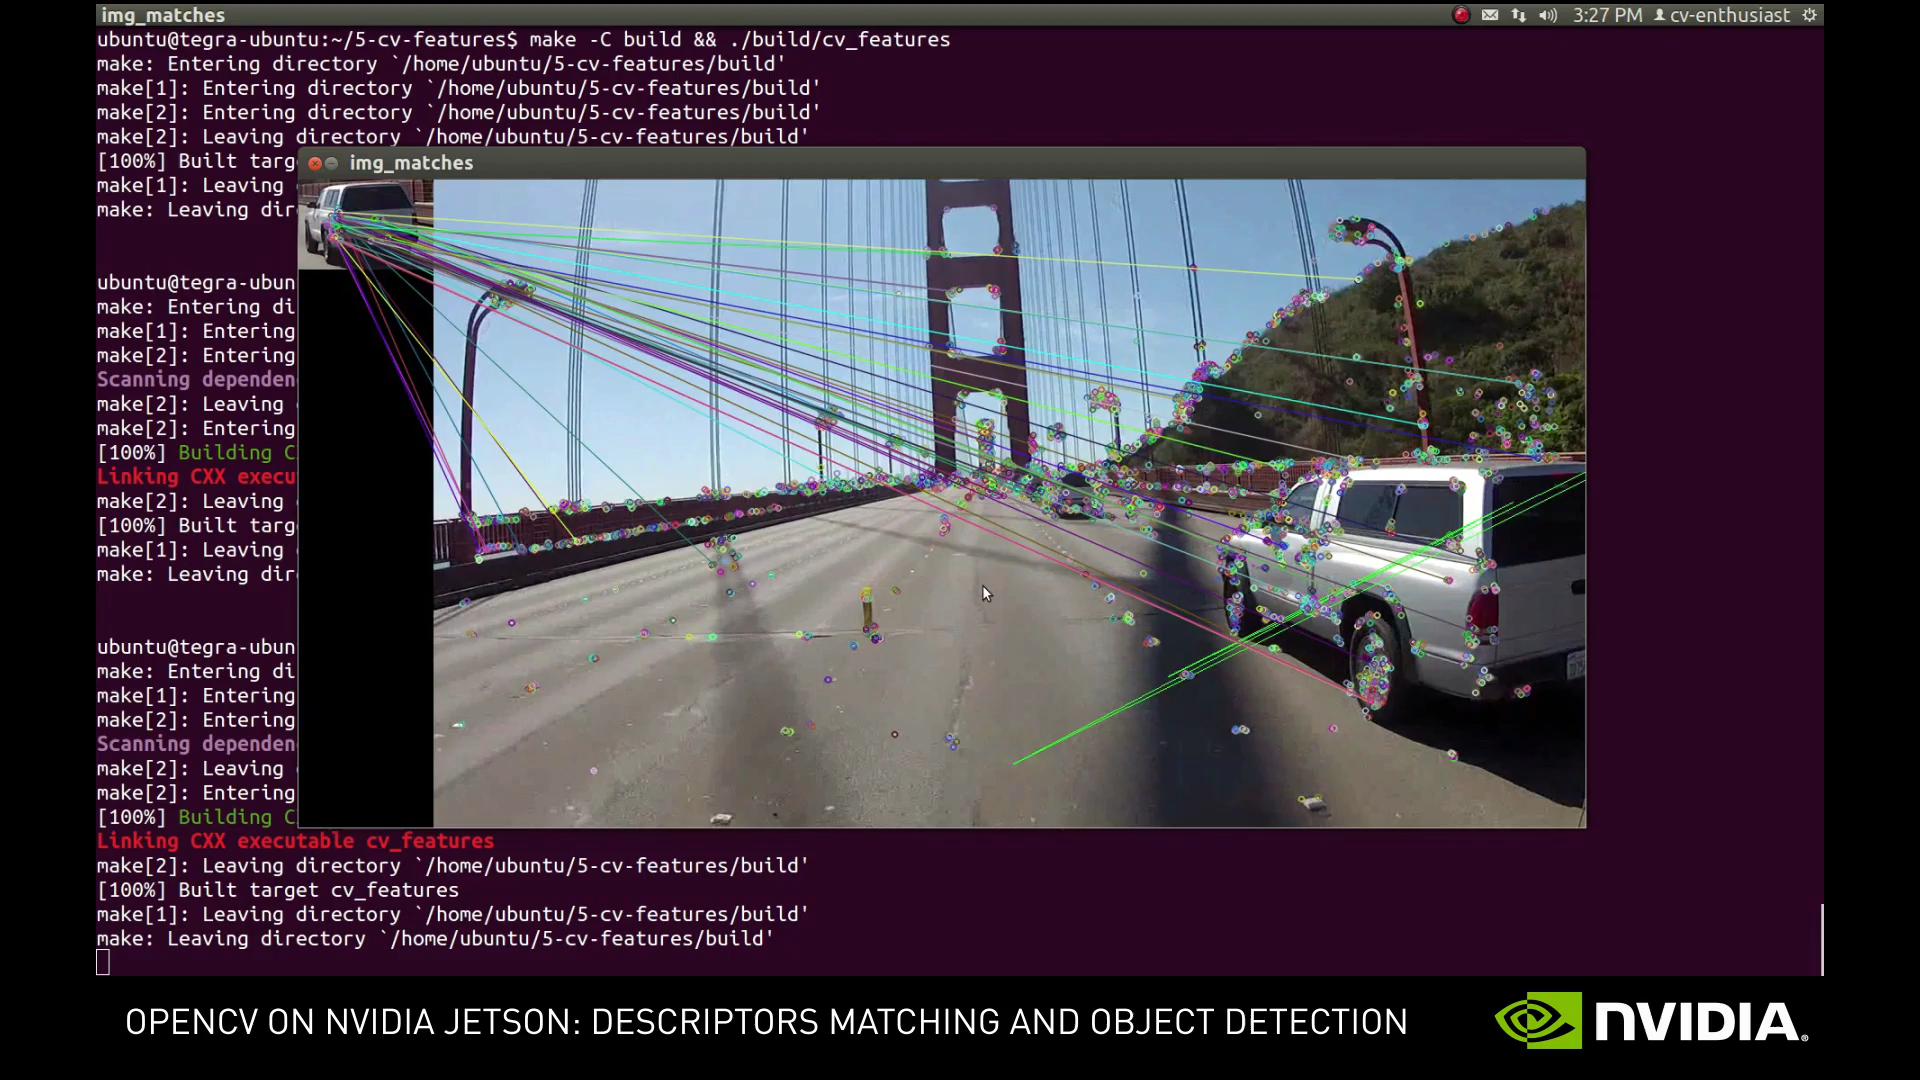 img_matches
3:27 PM cv-enthusiast
ubuntu@tegra-ubuntu:~/5-cv-features$ make -C build && ./build/cv_features
make: Entering directory `/home/ubuntu/5-cv-features/build'
make[1]: Entering directory `/home/ubuntu/5-cv-features/build'
make[2]: Entering directory `/home/ubuntu/5-cv-features/build'
make[2]: Leaving directory `/home/ubuntu/5-cv-features/build'
[100%] Built targ
img_matches
make[1]: Leaving
make: Leaving dir
ubuntu@tegra-ubun
make: Entering di
make[1]: Entering
make[2]: Entering
Scanning dependen
make[2]: Leaving
make[2]: Entering
[100%] Building C
Linking CXX execu
make[2]: Leaving
[100%] Built targ
make[1]: Leaving
make: Leaving dir
ubuntu@tegra-ubun
make: Entering di
make[1]: Entering
make[2]: Entering
Scanning dependen
make[2]: Leaving
make[2]: Entering
[100%] Building C
Linking CXX executable cv_features
make[2]: Leaving directory `/home/ubuntu/5-cv-features/build'
[100%] Built target cv_features
make[1]: Leaving directory `/home/ubuntu/5-cv-features/build'
make: Leaving directory `/home/ubuntu/5-cv-features/build'
OPENCV ON NVIDIA JETSON: DESCRIPTORS MATCHING AND OBJECT DETECTION
NVIDIA.